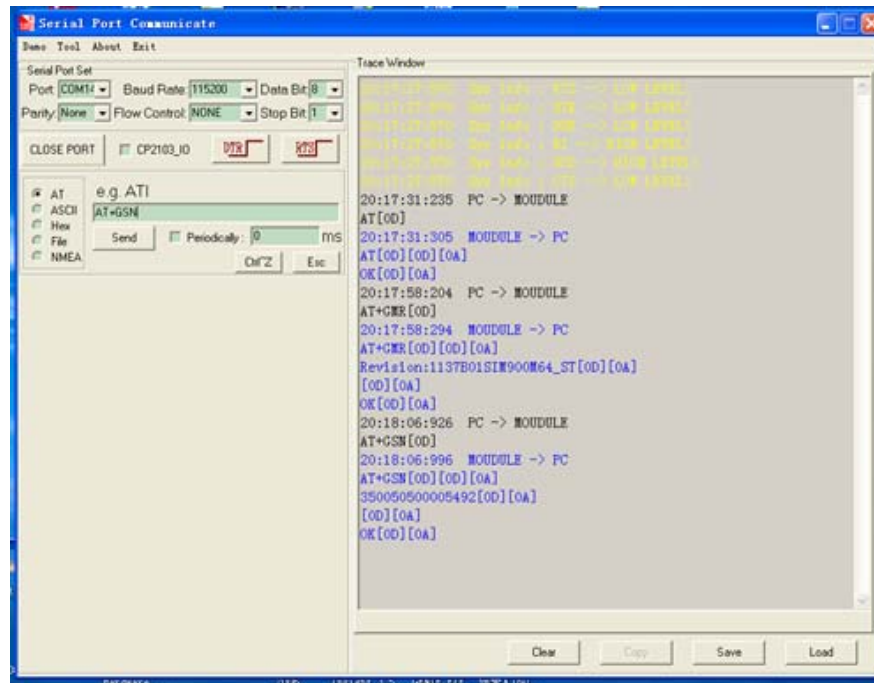 Serial Port Communicate
Demo Tool About Exit
Serial Port Set
Port COM14 Baud Rate: 115200 Data Bit: 8
Parity: None Flow Control: NONE Stop Bit: 1
CLOSE PORT CP2103_IO DTR RTS
AT
ASCII
Hex
File
NMEA
e.g. ATI
AT+GSN
Send Periodically: 0 ms
Ctrl^Z Esc
Trace Window
20:17:31:235 PC -> MOUDULE
AT[0D]
20:17:31:305 MOUDULE -> PC
AT[0D][0D][0A]
OK[0D][0A]
20:17:58:204 PC -> MOUDULE
AT+GMR[0D]
20:17:58:294 MOUDULE -> PC
AT+GMR[0D][0D][0A]
Revision:1137B01SIM900M64_ST[0D][0A]
[0D][0A]
OK[0D][0A]
20:18:06:926 PC -> MOUDULE
AT+GSN[0D]
20:18:06:996 MOUDULE -> PC
AT+GSN[0D][0D][0A]
350050500005492[0D][0A]
[0D][0A]
OK[0D][0A]
Clear Copy Save Load